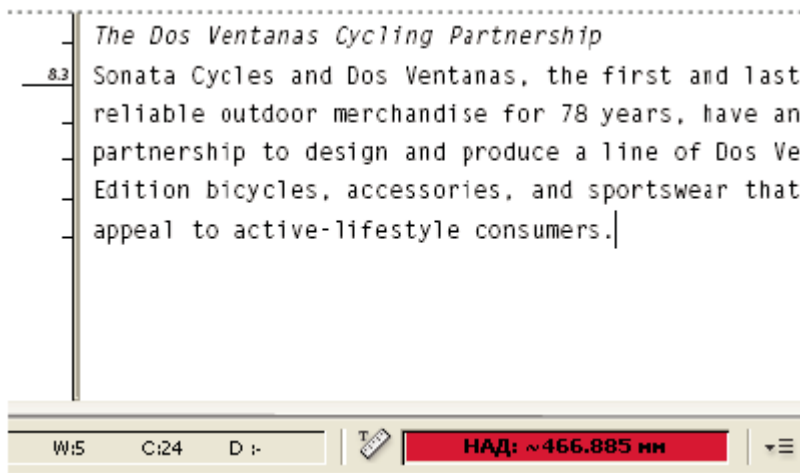 The Dos Ventanas Cycling Partnership
8.3 Sonata Cycles and Dos Ventanas, the first and last
reliable outdoor merchandise for 78 years, have an
partnership to design and produce a line of Dos Ve
Edition bicycles, accessories, and sportswear that
appeal to active-lifestyle consumers.
W:5 C:24 D :- T НАД: ~466.885 мм